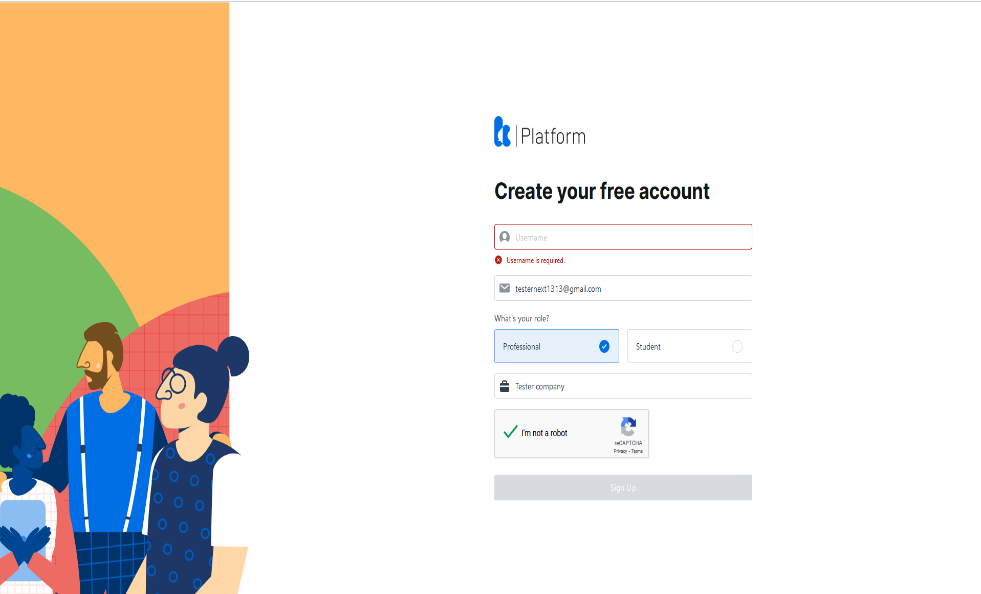 Platform
Create your free account
Username
Username is required.
testernext1313@gmail.com
What's your role?
Professional
Student
Tester company
I'm not a robot
reCAPTCHA
Privacy - Terms
Sign Up